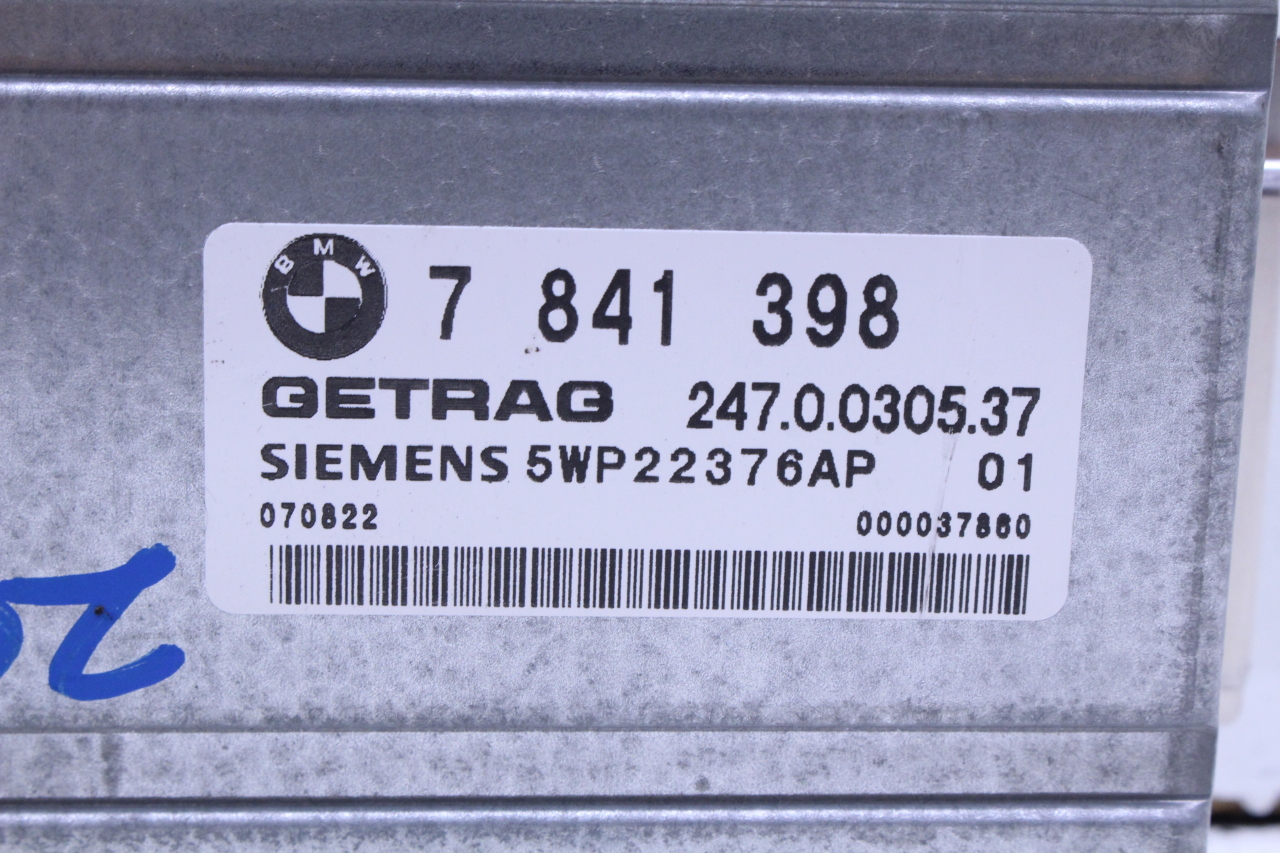 BMW 7 841 398
GETRAG 247.0.0305.37
SIEMENS 5WP22376AP 01
070822 000037860